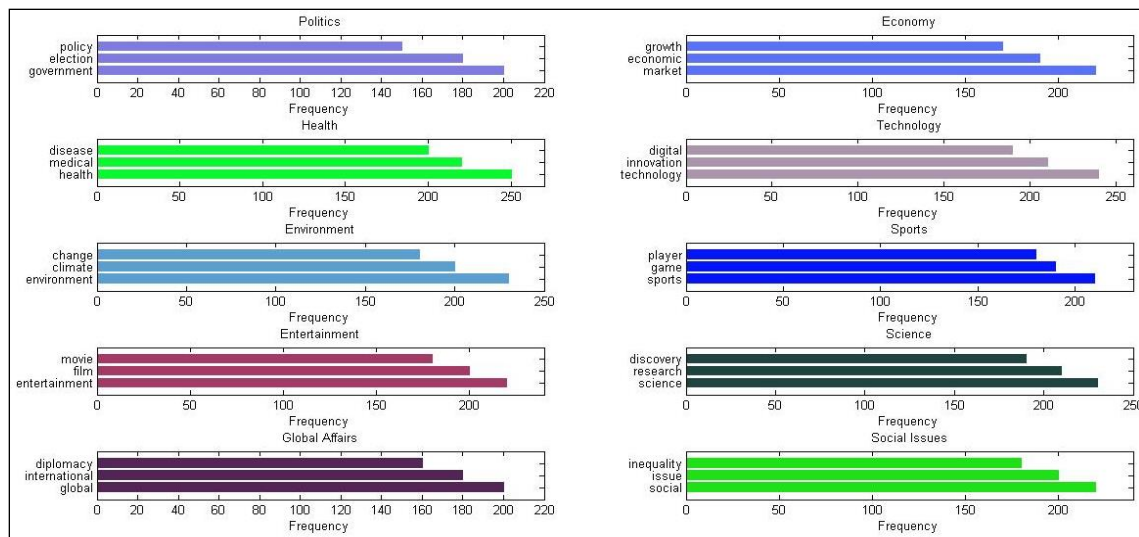 Politics
policy
election
government
0 20 40 60 80 100 120 140 160 180 200 220
Frequency
Economy
growth
economic
market
0 50 100 150 200
Frequency
Health
disease
medical
health
0 50 100 150 200 250
Frequency
Technology
digital
innovation
technology
0 50 100 150 200 250
Frequency
Environment
change
climate
environment
0 50 100 150 200 250
Frequency
Sports
player
game
sports
0 50 100 150 200
Frequency
Entertainment
movie
film
entertainment
0 50 100 150 200
Frequency
Science
discovery
research
science
0 50 100 150 200 250
Frequency
Global Affairs
diplomacy
international
global
0 20 40 60 80 100 120 140 160 180 200 220
Frequency
Social Issues
inequality
issue
social
0 50 100 150 200
Frequency